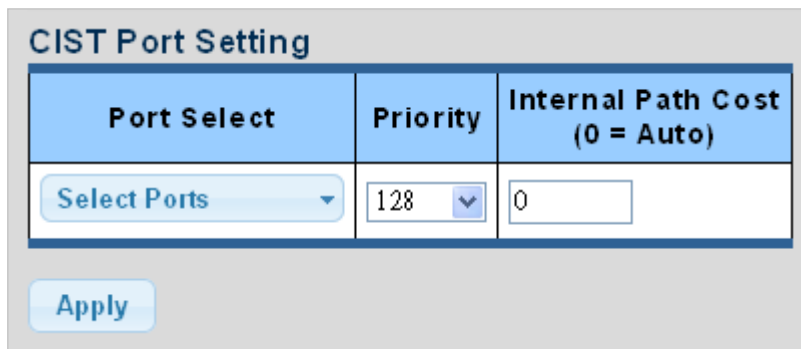 CIST Port Setting
Port Select
Priority
Internal Path Cost
(0 = Auto)
Select Ports
128
0
Apply